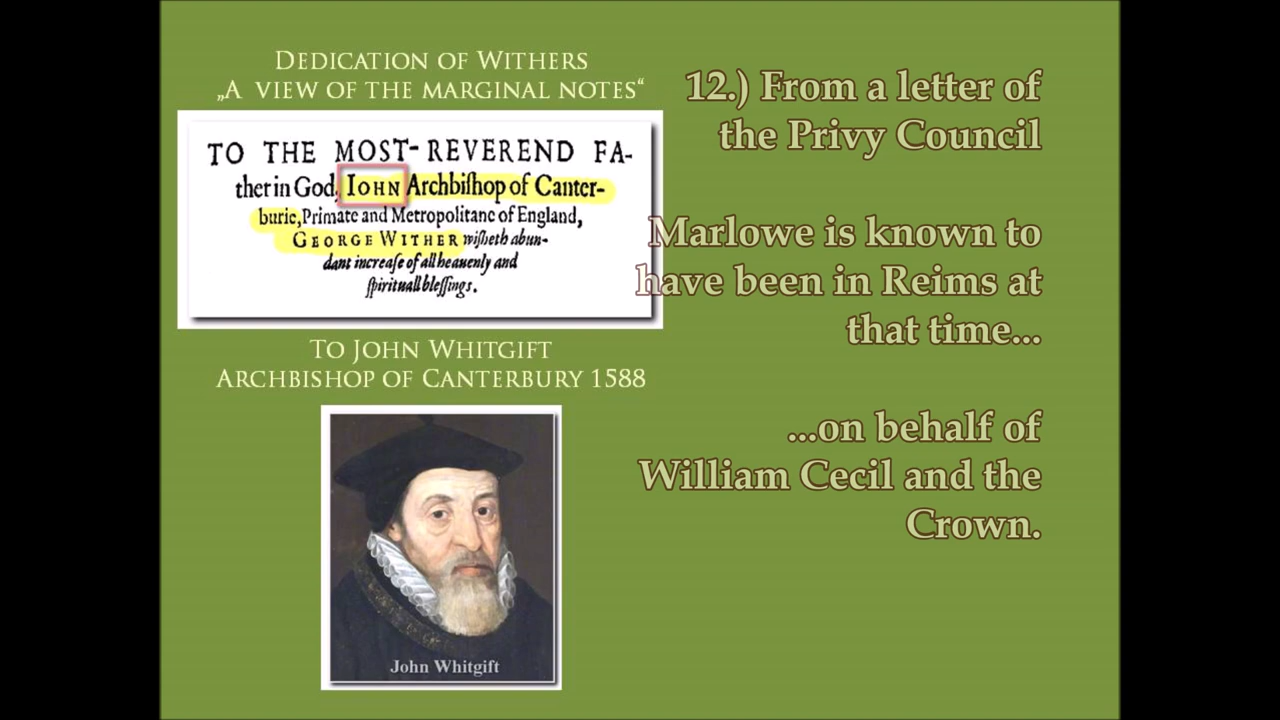 DEDICATION OF WITHERS
„A VIEW OF THE MARGINAL NOTES“
TO THE MOST-REVEREND FA-
ther in God, IOHN Archbiſhop of Canter-
burie, Primate and Metropolitane of England,
GEORGE WITHER wiſheth abun-
dant increaſe of all heauenly and
ſpirituall bleſſings.
TO JOHN WHITGIFT
ARCHBISHOP OF CANTERBURY 1588
John Whitgift
12.) From a letter of
the Privy Council
Marlowe is known to
have been in Reims at
that time...
...on behalf of
William Cecil and the
Crown.